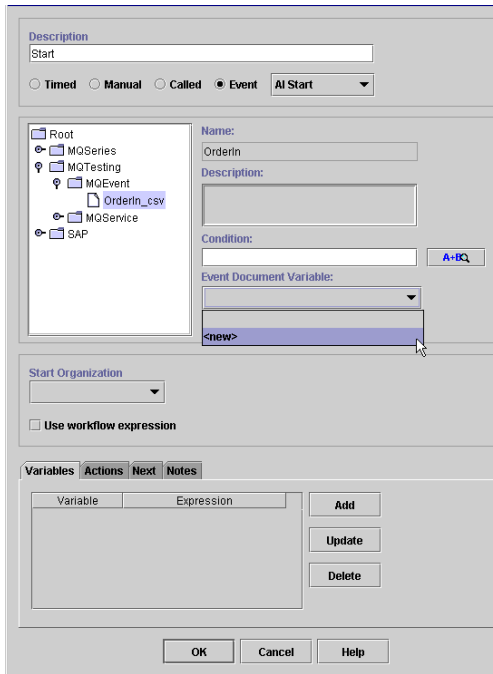 Description
Start
Timed Manual Called Event AI Start
Root
MQSeries
MQTesting
MQEvent
OrderIn_csv
MQService
SAP
Name:
OrderIn
Description:
Condition:
A+B
Event Document Variable:
<new>
Start Organization
Use workflow expression
Variables Actions Next Notes
Variable Expression
Add
Update
Delete
OK Cancel Help